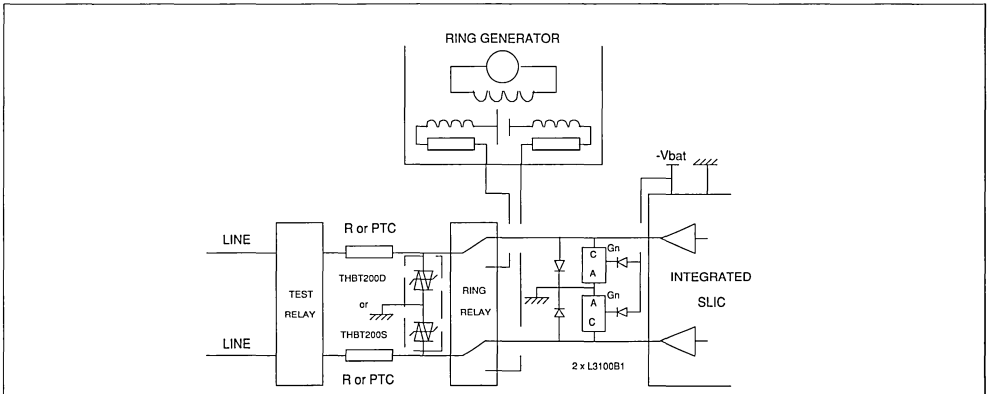 RING GENERATOR
-Vbat
R or PTC
LINE
THBT200D
or
THBT200S
TEST
RELAY
RING
RELAY
C
A
Gn
A
C
Gn
INTEGRATED
SLIC
LINE
R or PTC
2 x L3100B1